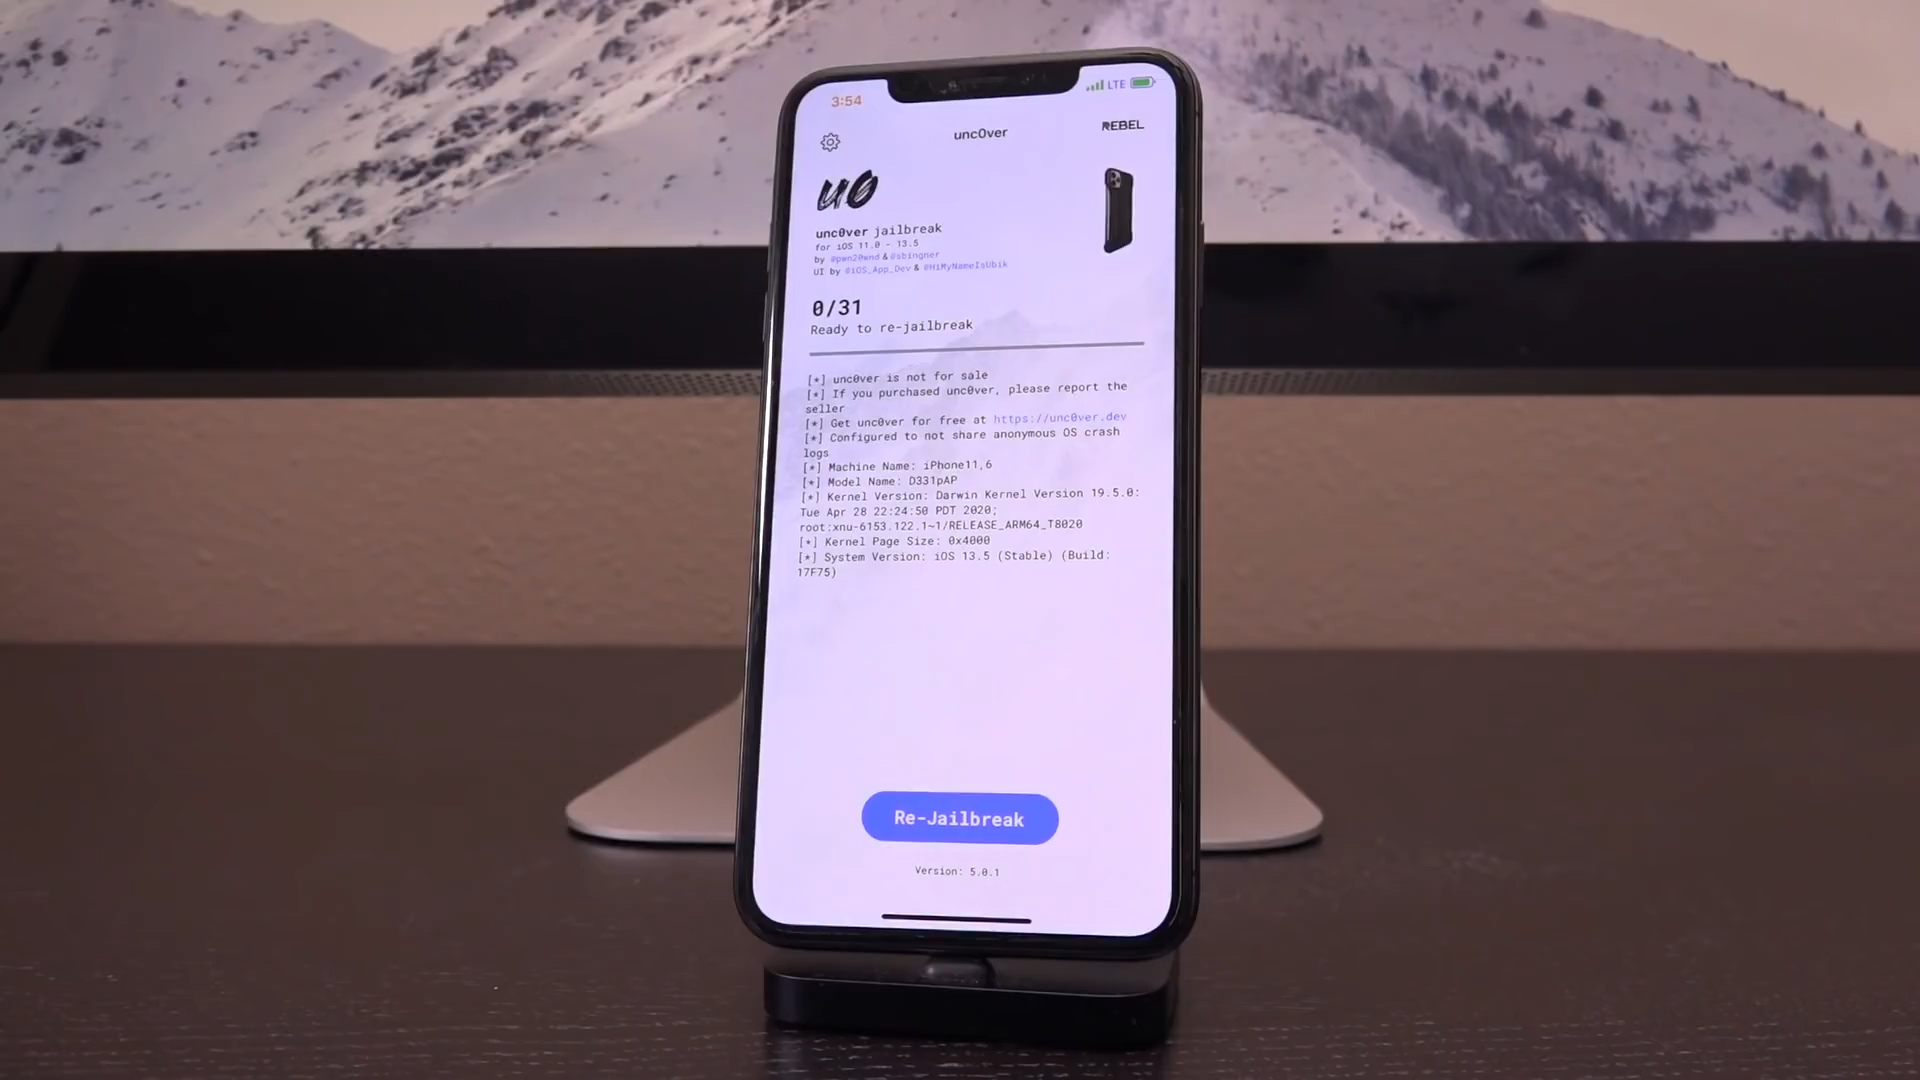 3:54
LTE
unc0ver
REBEL
u0
unc0ver jailbreak
for iOS 11.0 - 13.5
by @pwn20wnd & @sbingner
UI by @iOS_App_Dev & @HiMyNameIsUbik
0/31
Ready to re-jailbreak
[*] unc0ver is not for sale
[*] If you purchased unc0ver, please report the
seller
[*] Get unc0ver for free at https://unc0ver.dev
[*] Configured to not share anonymous OS crash
logs
[*] Machine Name: iPhone11,6
[*] Model Name: D331pAP
[*] Kernel Version: Darwin Kernel Version 19.5.0:
Tue Apr 28 22:24:50 PDT 2020;
root:xnu-6153.122.1~1/RELEASE_ARM64_T8020
[*] Kernel Page Size: 0x4000
[*] System Version: iOS 13.5 (Stable) (Build:
17F75)
Re-Jailbreak
Version: 5.0.1